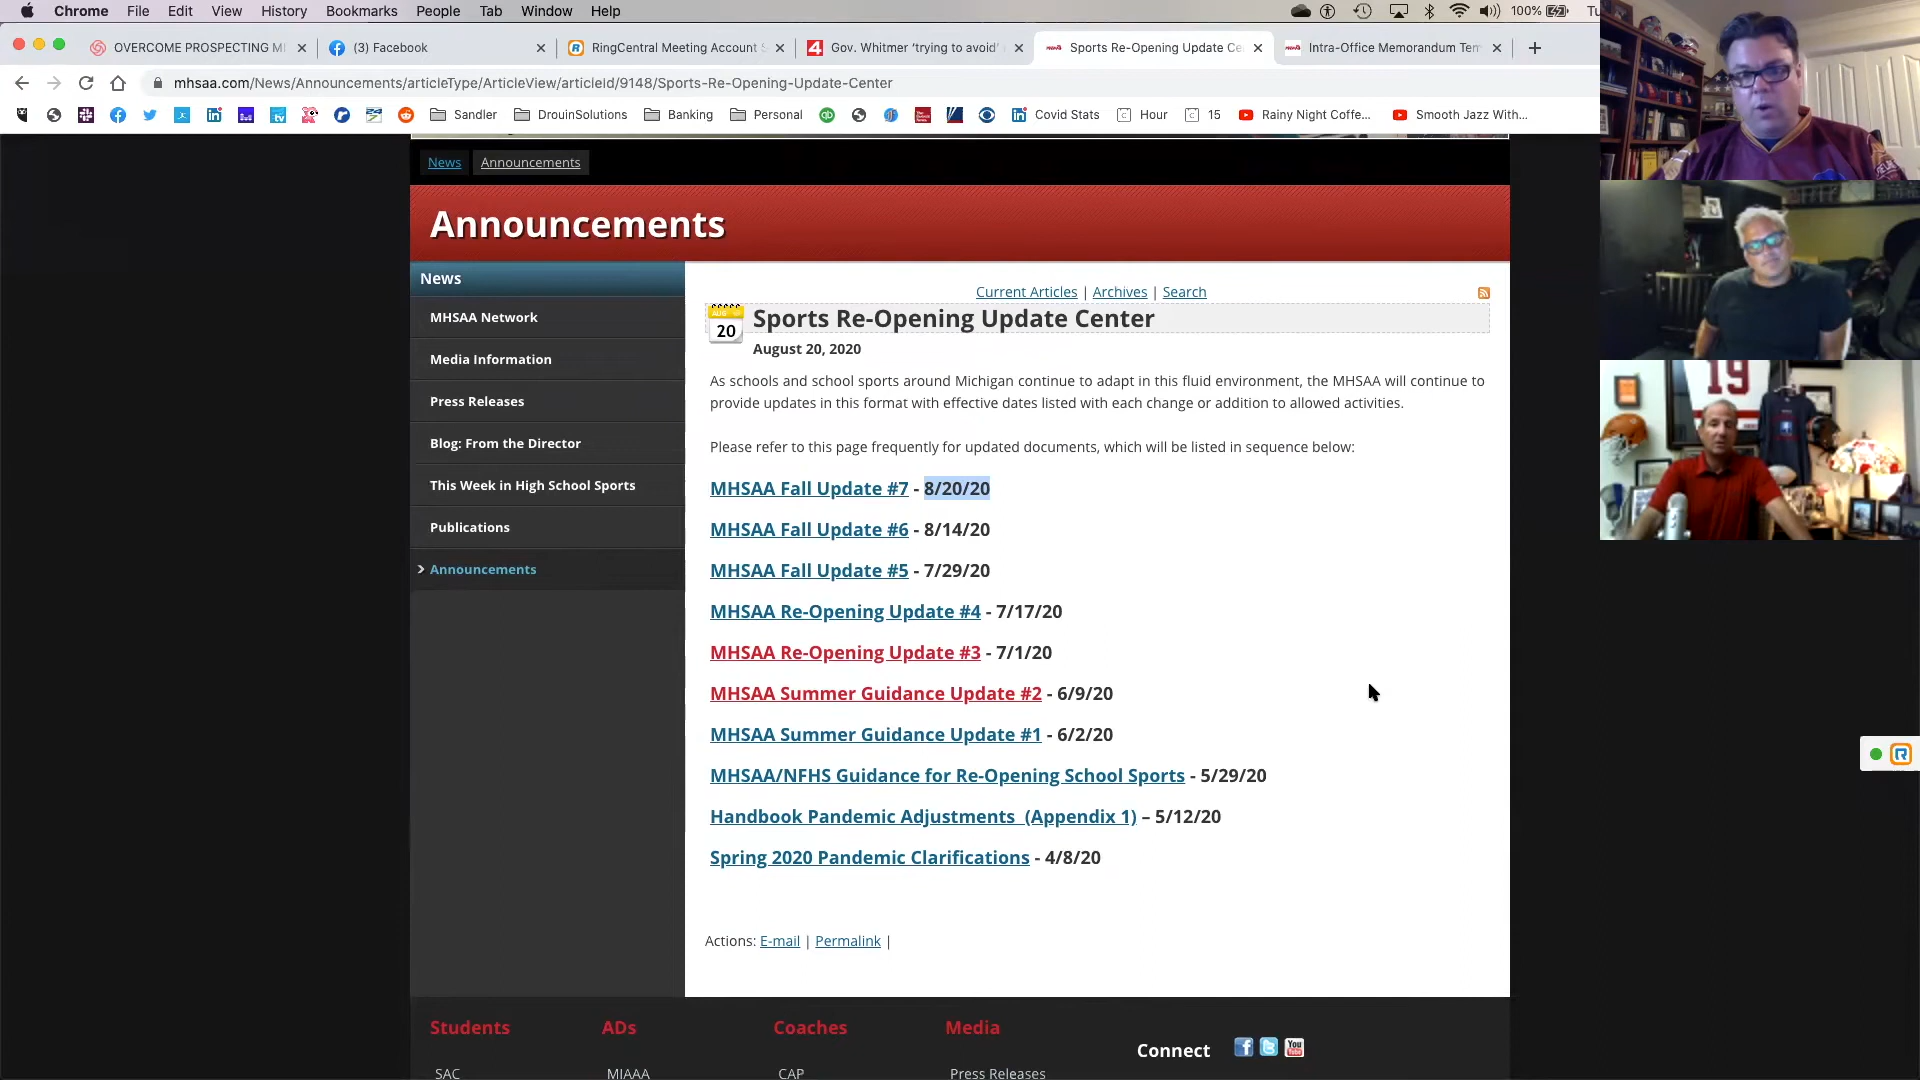 Chrome File Edit View History Bookmarks People Tab Window Help 100% Tu
OVERCOME PROSPECTING M
(3) Facebook
RingCentral Meeting Account S
Gov. Whitmer 'trying to avoid'
Sports Re-Opening Update Ce
Intra-Office Memorandum Tem
mhsaa.com/News/Announcements/articleType/ArticleView/articleId/9148/Sports-Re-Opening-Update-Center
Sandler DrouinSolutions Banking Personal Covid Stats Hour 15 Rainy Night Coffe... Smooth Jazz With...
News Announcements
Announcements
News
MHSAA Network
Media Information
Press Releases
Blog: From the Director
This Week in High School Sports
Publications
Announcements
Current Articles | Archives | Search
AUG
20
Sports Re-Opening Update Center
August 20, 2020
As schools and school sports around Michigan continue to adapt in this fluid environment, the MHSAA will continue to
provide updates in this format with effective dates listed with each change or addition to allowed activities.
Please refer to this page frequently for updated documents, which will be listed in sequence below:
MHSAA Fall Update #7 - 8/20/20
MHSAA Fall Update #6 - 8/14/20
MHSAA Fall Update #5 - 7/29/20
MHSAA Re-Opening Update #4 - 7/17/20
MHSAA Re-Opening Update #3 - 7/1/20
MHSAA Summer Guidance Update #2 - 6/9/20
MHSAA Summer Guidance Update #1 - 6/2/20
MHSAA/NFHS Guidance for Re-Opening School Sports - 5/29/20
Handbook Pandemic Adjustments  (Appendix 1) – 5/12/20
Spring 2020 Pandemic Clarifications - 4/8/20
Actions: E-mail | Permalink |
Students ADs Coaches Media
Connect You Tube
SAC MIAAA CAP Press Releases
19